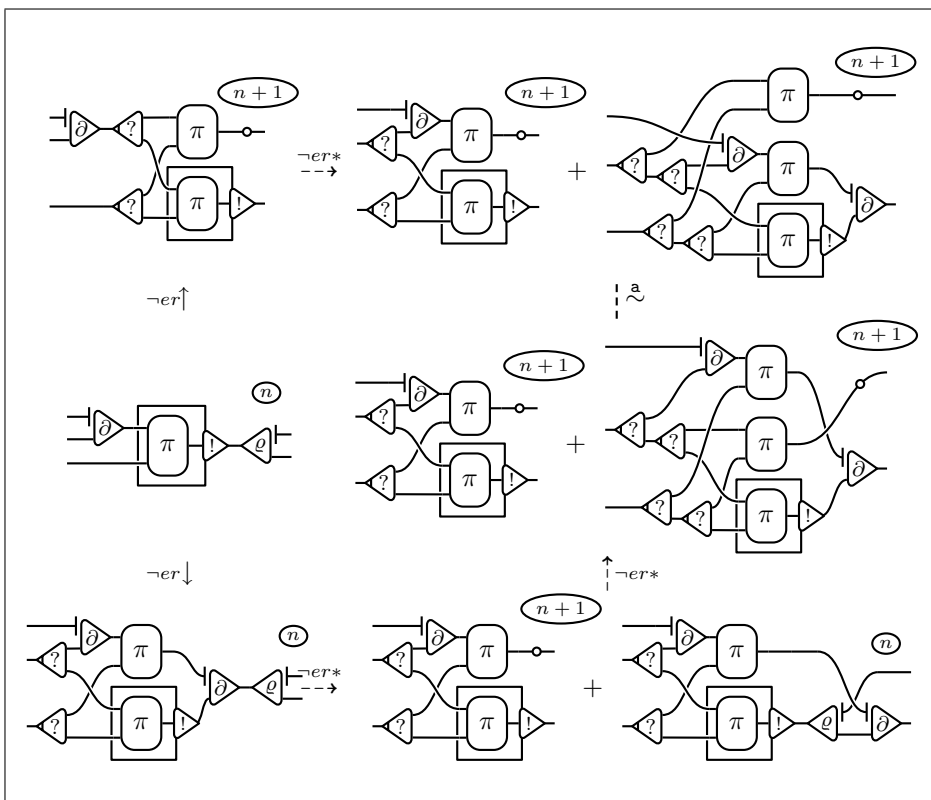 n + 1
∂ ? π
? π !
¬er*
n + 1
∂ π
?
? π !
+
n + 1
π
∂
? ? π
∂
? ? π !
¬er↑
a
∼
n
∂ π ! ϱ
n + 1
∂ π
?
? π !
+
n + 1
∂ π
? ? π ∂
? ? π !
¬er↓
¬er*
n
∂ π
? ∂ ϱ
? π !
¬er*
n + 1
∂ π
?
? π !
+
n
∂ π
?
? π ! ϱ ∂